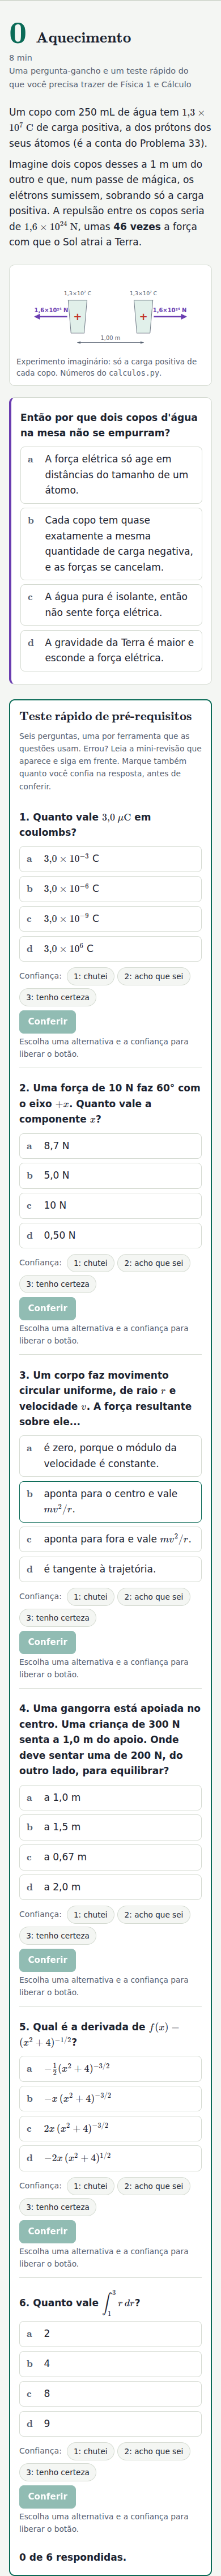 0 Aquecimento
8 min
Uma pergunta-gancho e um teste rápido do
que você precisa trazer de Física 1 e Cálculo
Um copo com 250 mL de água tem 1,3 ×
10⁷ C de carga positiva, a dos prótons dos
seus átomos (é a conta do Problema 33).
Imagine dois copos desses a 1 m um do
outro e que, num passe de mágica, os
elétrons sumissem, sobrando só a carga
positiva. A repulsão entre os copos seria
de 1,6 × 10²⁴ N, umas 46 vezes a força
com que o Sol atrai a Terra.
1,3×10⁷ C 1,3×10⁷ C
1,6×10²⁴ N + + 1,6×10²⁴ N
1,00 m
Experimento imaginário: só a carga positiva de
cada copo. Números do calculos.py.
Então por que dois copos d'água
na mesa não se empurram?
a A força elétrica só age em
distâncias do tamanho de um
átomo.
b Cada copo tem quase
exatamente a mesma
quantidade de carga negativa,
e as forças se cancelam.
c A água pura é isolante, então
não sente força elétrica.
d A gravidade da Terra é maior e
esconde a força elétrica.
Teste rápido de pré-requisitos
Seis perguntas, uma por ferramenta que as
questões usam. Errou? Leia a mini-revisão que
aparece e siga em frente. Marque também
quanto você confia na resposta, antes de
conferir.
1. Quanto vale 3,0 μC em
coulombs?
a 3,0 × 10⁻³ C
b 3,0 × 10⁻⁶ C
c 3,0 × 10⁻⁹ C
d 3,0 × 10⁶ C
Confiança: 1: chutei 2: acho que sei
3: tenho certeza
Conferir
Escolha uma alternativa e a confiança para
liberar o botão.
2. Uma força de 10 N faz 60° com
o eixo +x. Quanto vale a
componente x?
a 8,7 N
b 5,0 N
c 10 N
d 0,50 N
Confiança: 1: chutei 2: acho que sei
3: tenho certeza
Conferir
Escolha uma alternativa e a confiança para
liberar o botão.
3. Um corpo faz movimento
circular uniforme, de raio r e
velocidade v. A força resultante
sobre ele...
a é zero, porque o módulo da
velocidade é constante.
b aponta para o centro e vale
mv²/r.
c aponta para fora e vale mv²/r.
d é tangente à trajetória.
Confiança: 1: chutei 2: acho que sei
3: tenho certeza
Conferir
Escolha uma alternativa e a confiança para
liberar o botão.
4. Uma gangorra está apoiada no
centro. Uma criança de 300 N
senta a 1,0 m do apoio. Onde
deve sentar uma de 200 N, do
outro lado, para equilibrar?
a a 1,0 m
b a 1,5 m
c a 0,67 m
d a 2,0 m
Confiança: 1: chutei 2: acho que sei
3: tenho certeza
Conferir
Escolha uma alternativa e a confiança para
liberar o botão.
5. Qual é a derivada de f(x) =
(x² + 4)⁻¹/²?
a −½(x² + 4)⁻³/²
b −x (x² + 4)⁻³/²
c 2x (x² + 4)⁻³/²
d −2x (x² + 4)¹/²
Confiança: 1: chutei 2: acho que sei
3: tenho certeza
Conferir
Escolha uma alternativa e a confiança para
liberar o botão.
6. Quanto vale ∫₁³ r dr?
a 2
b 4
c 8
d 9
Confiança: 1: chutei 2: acho que sei
3: tenho certeza
Conferir
Escolha uma alternativa e a confiança para
liberar o botão.
0 de 6 respondidas.